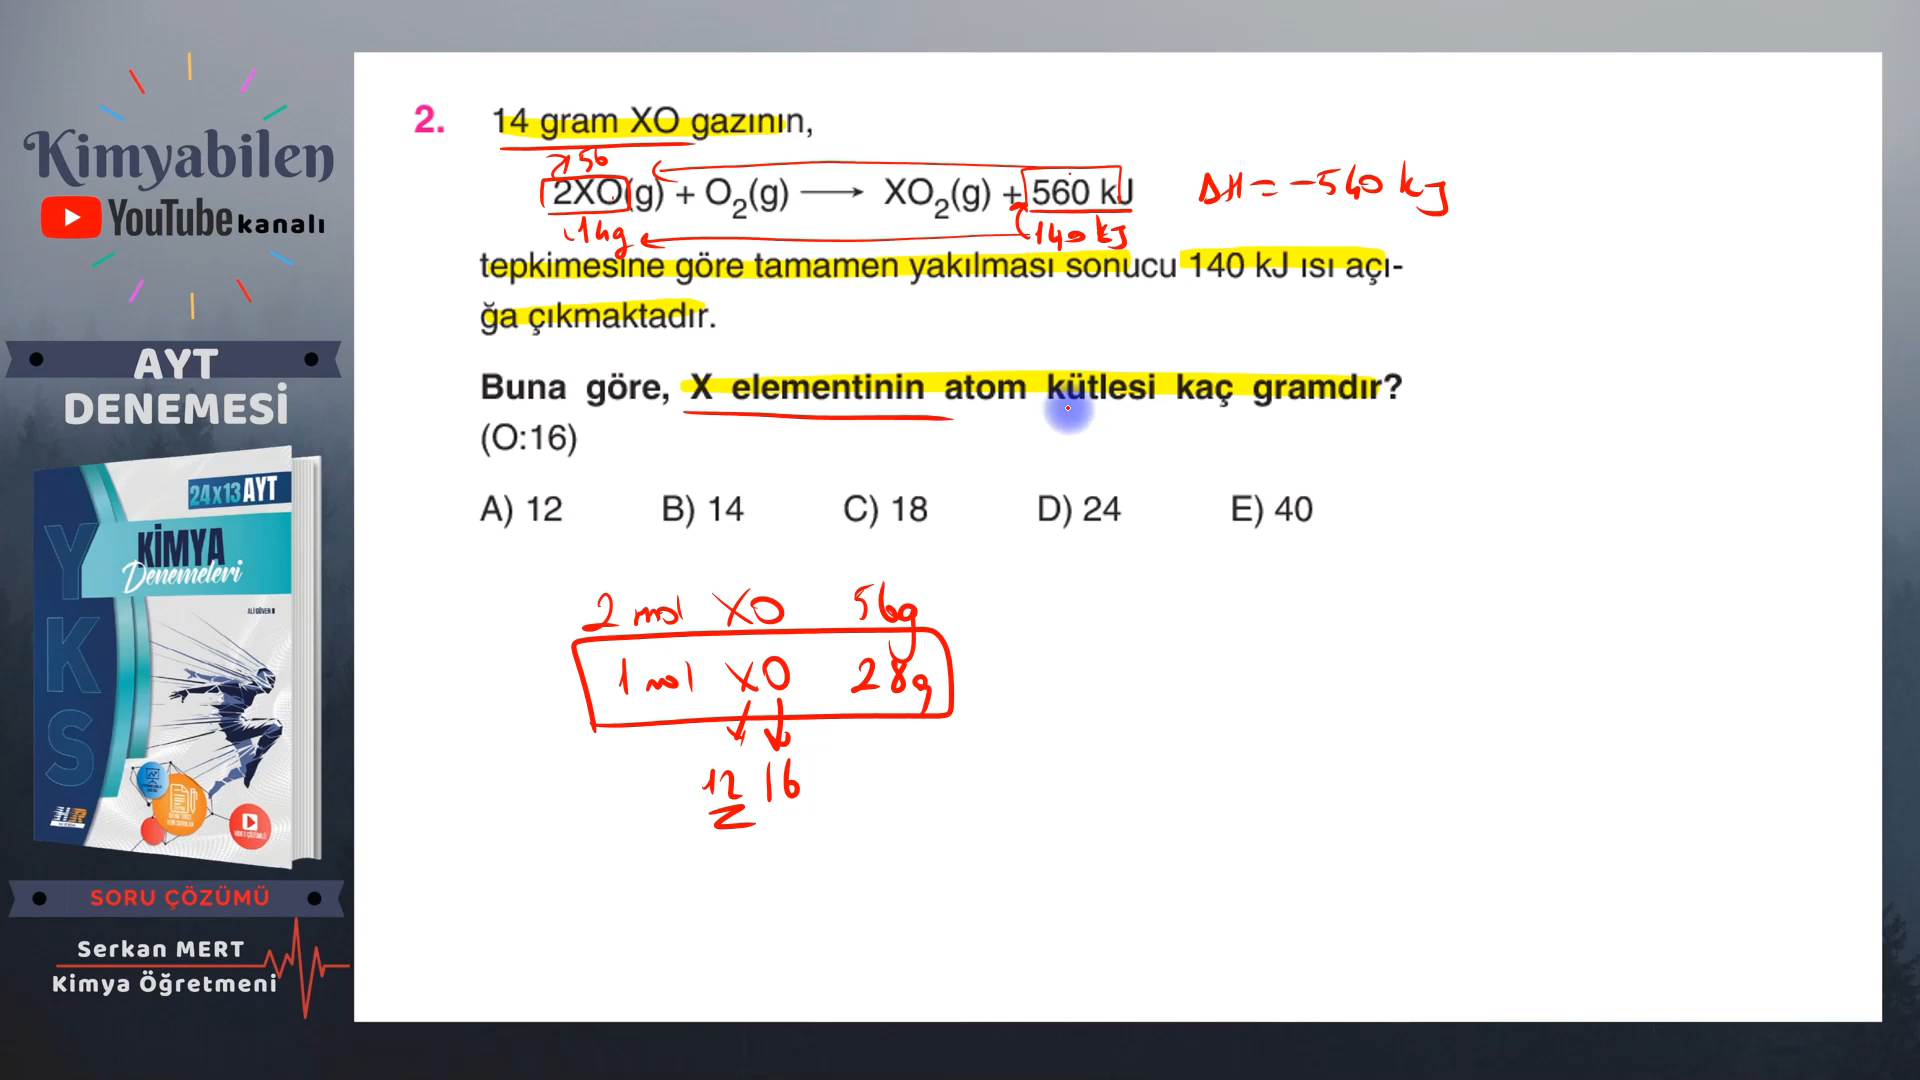 Kimyabilen
YouTube kanalı
AYT
DENEMESİ
24x13 AYT
KİMYA
Denemeleri
ALİ GÜVEN
YKS
SORU ÇÖZÜMÜ
Serkan MERT
Kimya Öğretmeni
2. 14 gram XO gazının,
56
2XO(g) + O₂(g) ⟶ XO₂(g) + 560 kJ
ΔH = -540 kJ
14g
140 kJ
tepkimesine göre tamamen yakılması sonucu 140 kJ ısı açı-
ğa çıkmaktadır.
Buna göre, X elementinin atom kütlesi kaç gramdır?
(O:16)
A) 12 B) 14 C) 18 D) 24 E) 40
2 mol XO 56g
1 mol XO 28g
12 16